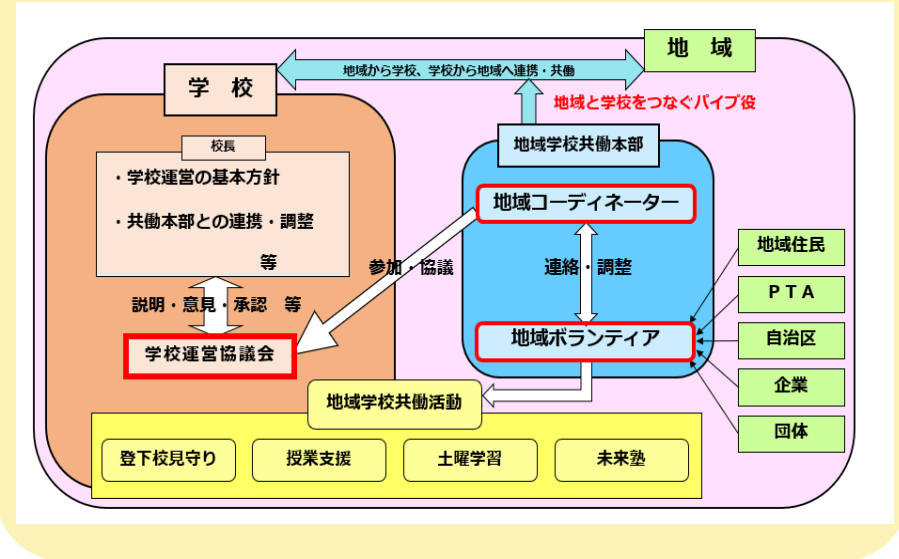 地　域
地域から学校、学校から地域へ連携・共働
学　校
地域と学校をつなぐパイプ役
校長
・学校運営の基本方針
・共働本部との連携・調整
等
説明・意見・承認　等
学校運営協議会
参加・協議
地域学校共働本部
地域コーディネーター
連絡・調整
地域ボランティア
地域住民
ＰＴＡ
自治区
企業
団体
地域学校共働活動
登下校見守り
授業支援
土曜学習
未来塾